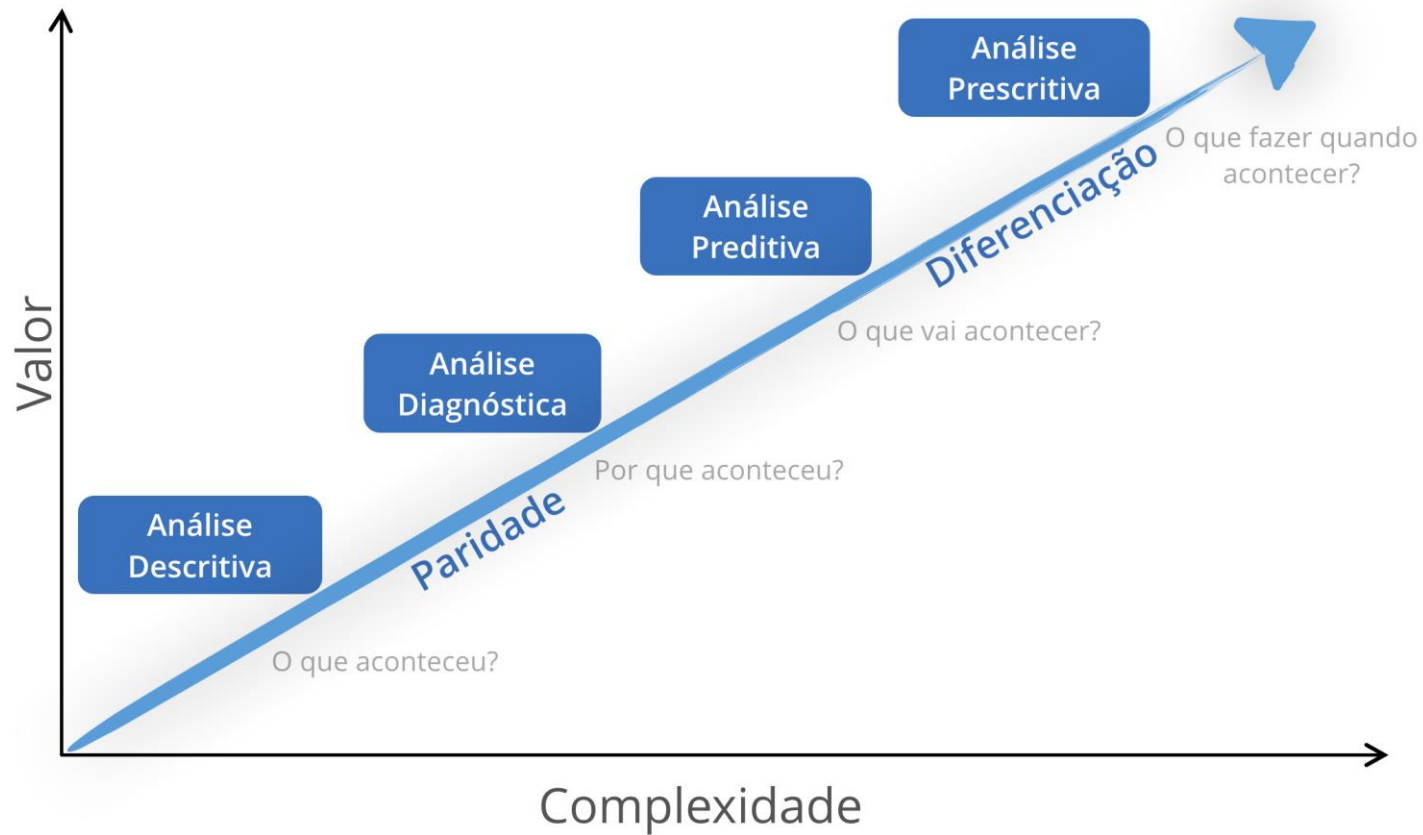 Análise
Prescritiva
O que fazer quando
acontecer?
Diferenciação
Análise
Preditiva
O que vai acontecer?
Valor
Análise
Diagnóstica
Por que aconteceu?
Paridade
Análise
Descritiva
O que aconteceu?
Complexidade